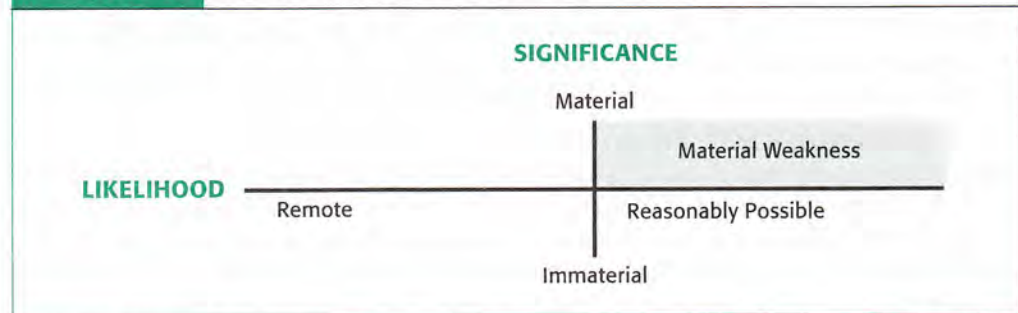 SIGNIFICANCE
Material
Material Weakness
LIKELIHOOD
Remote
Reasonably Possible
Immaterial